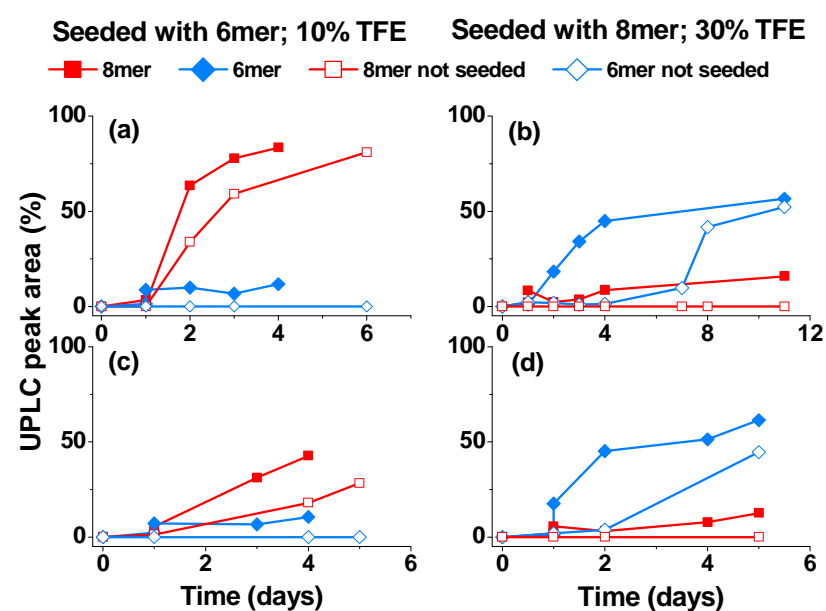 Seeded with 6mer; 10% TFE Seeded with 8mer; 30% TFE
8mer 6mer 8mer not seeded 6mer not seeded
UPLC peak area (%)
(a)
100
50
0
0 2 4 6
(b)
100
50
0
0 4 8 12
(c)
100
50
0
0 2 4 6
Time (days)
(d)
100
50
0
0 2 4 6
Time (days)